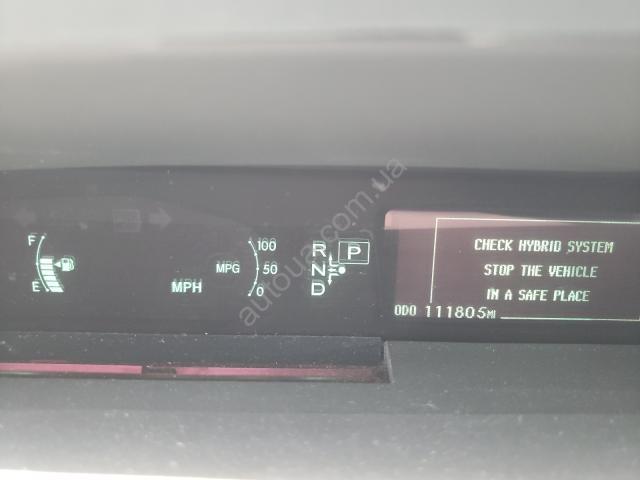 F
E
MPH
MPG
100
50
0
R
N
D
P
CHECK HYBRID SYSTEM
STOP THE VEHICLE
IN A SAFE PLACE
ODO 111805MI
autoua.com.ua